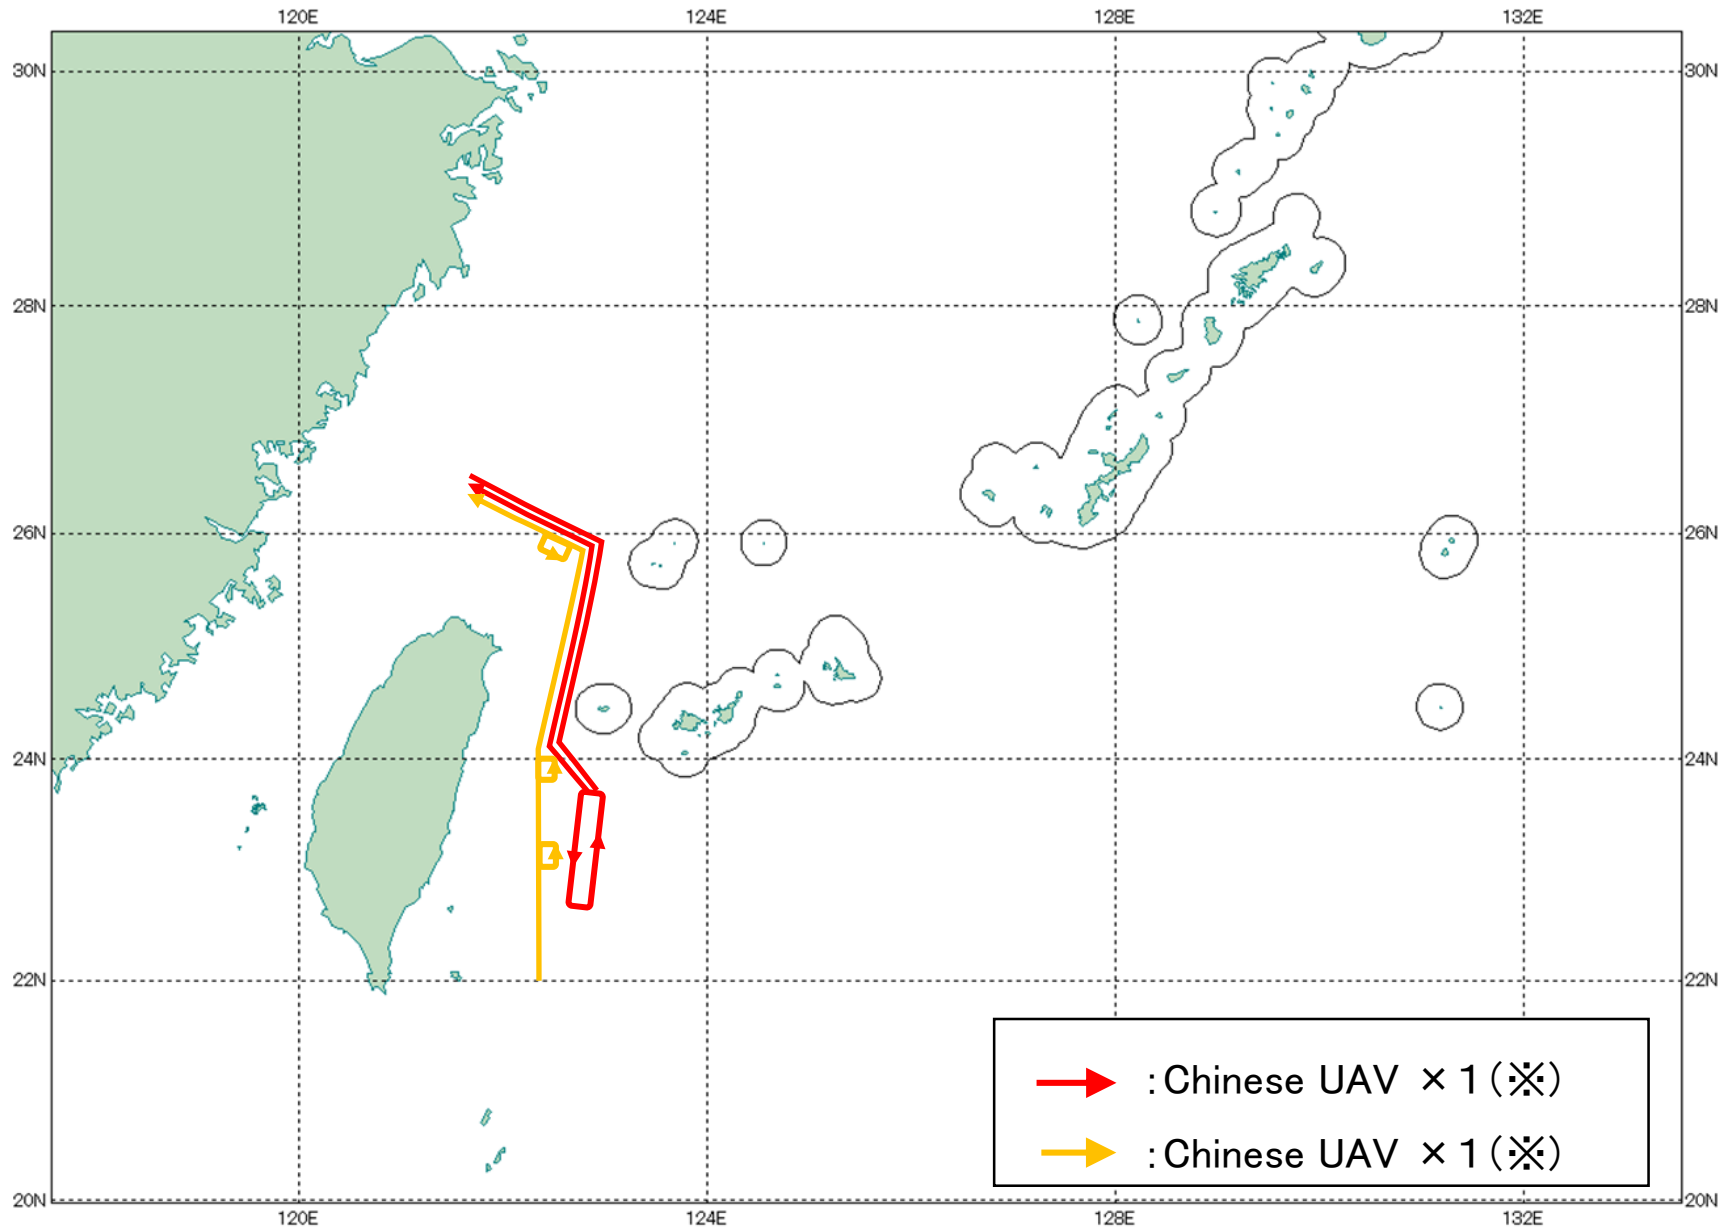 120E 124E 128E 132E
30N 30N
28N 28N
26N 26N
24N 24N
22N 22N
:Chinese UAV ×1(※)
:Chinese UAV ×1(※)
20N 20N
120E 124E 128E 132E